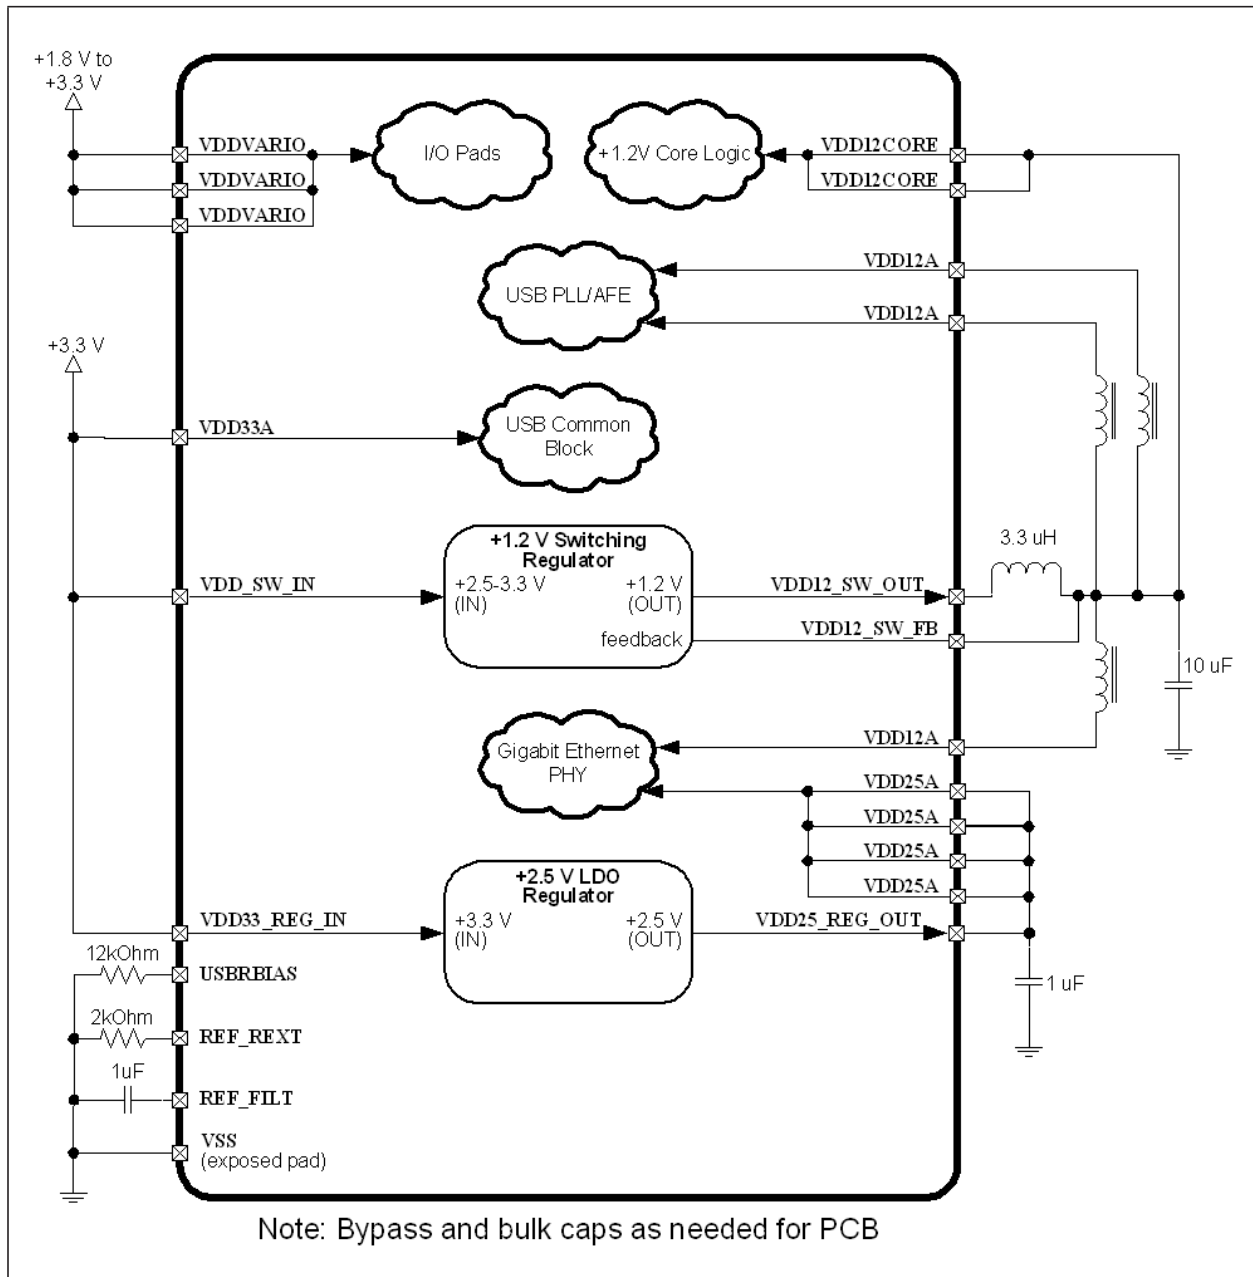 +1.8 V to
+3.3 V
VDDVARIO
VDDVARIO
VDDVARIO
I/O Pads
+1.2V Core Logic
VDD12CORE
VDD12CORE
USB PLL/AFE
VDD12A
VDD12A
+3.3 V
VDD33A
USB Common
Block
+1.2 V Switching
Regulator
VDD_SW_IN
+2.5-3.3 V
(IN)
+1.2 V
(OUT)
feedback
VDD12_SW_OUT
VDD12_SW_FB
3.3 uH
10 uF
Gigabit Ethernet
PHY
VDD12A
VDD25A
VDD25A
VDD25A
VDD25A
+2.5 V LDO
Regulator
VDD33_REG_IN
+3.3 V
(IN)
+2.5 V
(OUT)
VDD25_REG_OUT
1 uF
12kOhm
USBRBIAS
2kOhm
REF_REXT
1uF
REF_FILT
VSS
(exposed pad)
Note: Bypass and bulk caps as needed for PCB